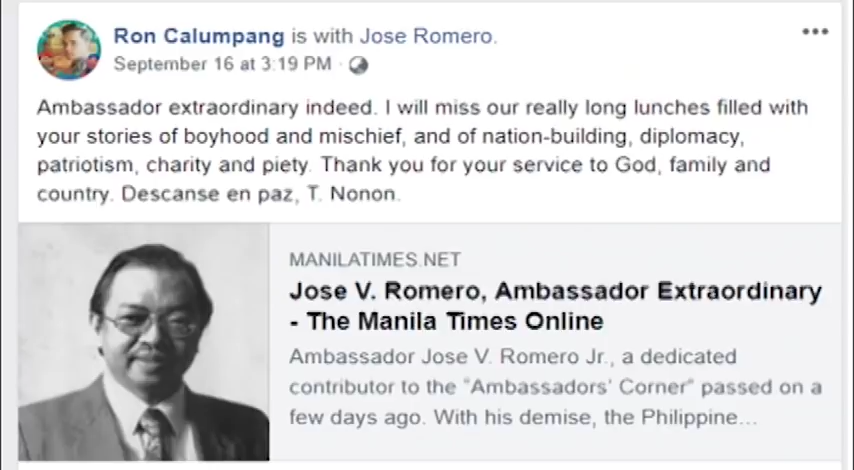 Ron Calumpang is with Jose Romero.
September 16 at 3:19 PM ·
Ambassador extraordinary indeed. I will miss our really long lunches filled with
your stories of boyhood and mischief, and of nation-building, diplomacy,
patriotism, charity and piety. Thank you for your service to God, family and
country. Descanse en paz, T. Nonon.
MANILATIMES.NET
Jose V. Romero, Ambassador Extraordinary
- The Manila Times Online
Ambassador Jose V. Romero Jr., a dedicated
contributor to the "Ambassadors' Corner" passed on a
few days ago. With his demise, the Philippine...